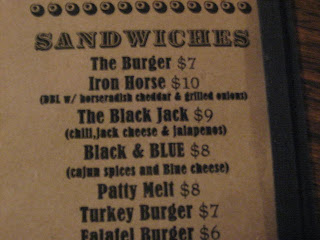 SANDWICHES
The Burger $7
Iron Horse $10
(DBL w/ horseradish cheddar & grilled onions)
The Black Jack $9
(chili,jack cheese & jalapenos)
Black & BLUE $8
(cajun spices and Blue cheese)
Patty Melt $8
Turkey Burger $7
Falafel Burger $6